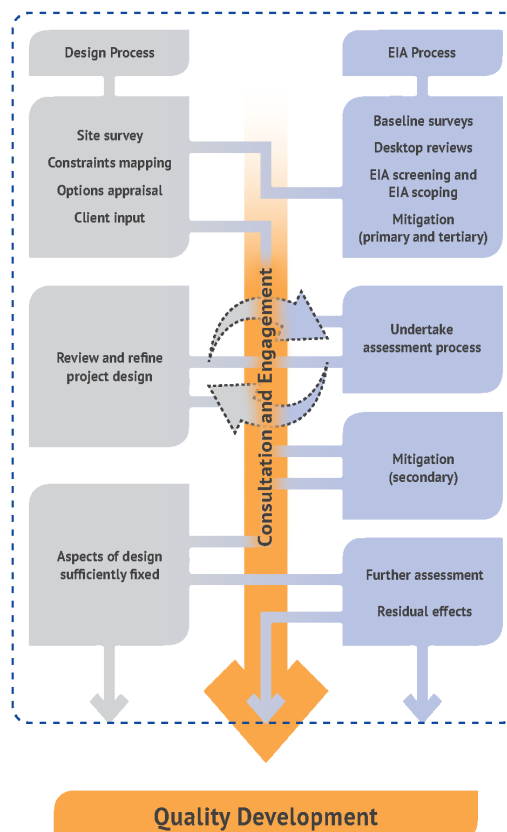 Design Process
EIA Process
Site survey
Constraints mapping
Options appraisal
Client input
Baseline surveys
Desktop reviews
EIA screening and
EIA scoping
Mitigation
(primary and tertiary)
Consultation and Engagement
Review and refine
project design
Undertake
assessment process
Mitigation
(secondary)
Aspects of design
sufficiently fixed
Further assessment
Residual effects
Quality Development